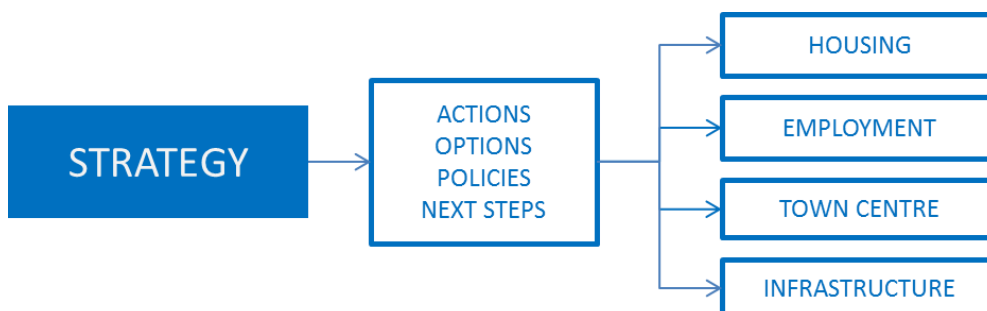 STRATEGY
ACTIONS
OPTIONS
POLICIES
NEXT STEPS
HOUSING
EMPLOYMENT
TOWN CENTRE
INFRASTRUCTURE